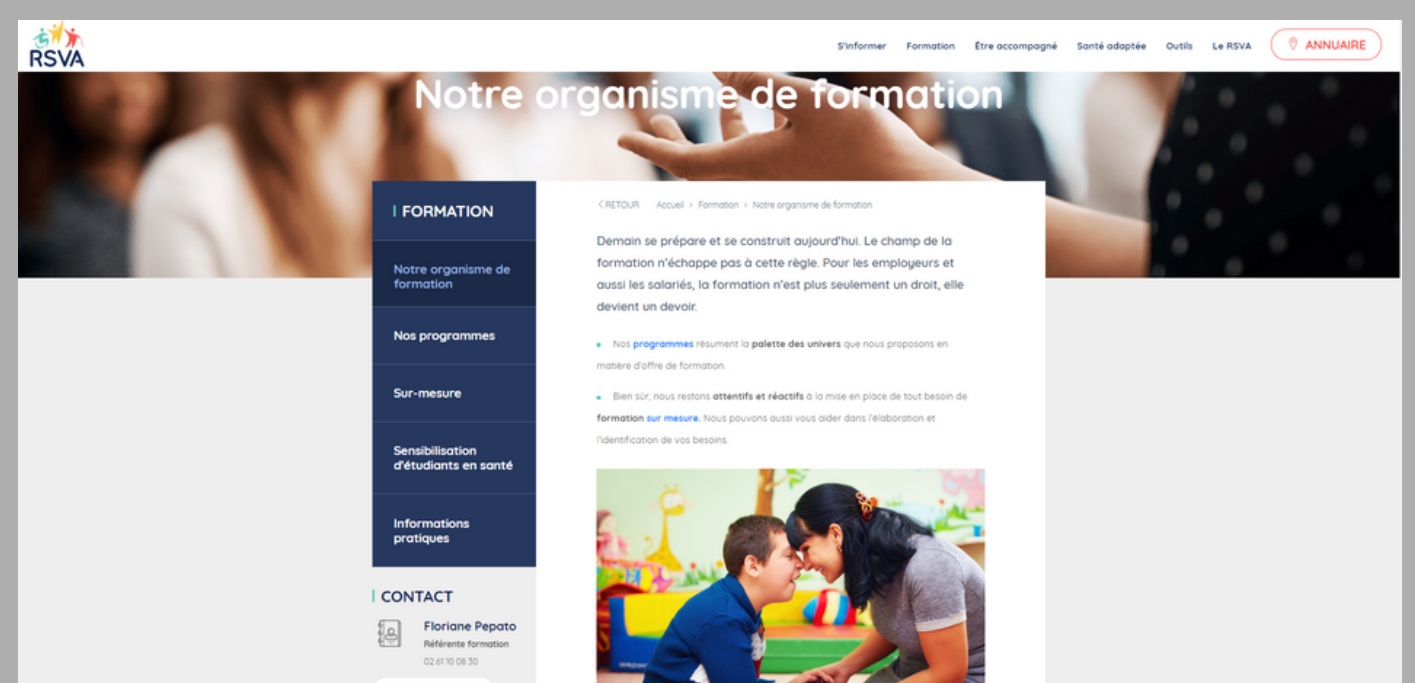 RSVA
S'informer Formation Être accompagné Santé adaptée Outils Le RSVA ANNUAIRE
Notre organisme de formation
FORMATION
Notre organisme de
formation
Nos programmes
Sur-mesure
Sensibilisation
d'étudiants en santé
Informations
pratiques
CONTACT
Floriane Pepato
Référente formation
02 61 10 08 30
< RETOUR Accueil > Formation > Notre organisme de formation
Demain se prépare et se construit aujourd'hui. Le champ de la
formation n'échappe pas à cette règle. Pour les employeurs et
aussi les salariés, la formation n'est plus seulement un droit, elle
devient un devoir.
Nos programmes résument la palette des univers que nous proposons en
matière d'offre de formation.
Bien sûr, nous restons attentifs et réactifs à la mise en place de tout besoin de
formation sur mesure. Nous pouvons aussi vous aider dans l'élaboration et
l'identification de vos besoins.